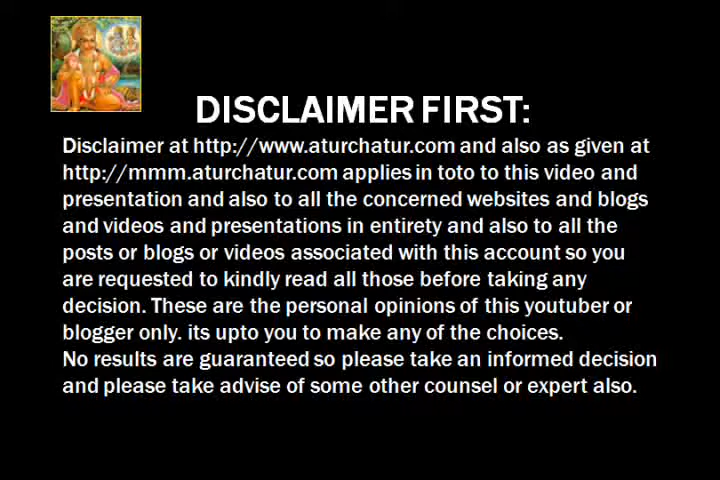 DISCLAIMER FIRST:
Disclaimer at http://www.aturchatur.com and also as given at
http://mmm.aturchatur.com applies in toto to this video and
presentation and also to all the concerned websites and blogs
and videos and presentations in entirety and also to all the
posts or blogs or videos associated with this account so you
are requested to kindly read all those before taking any
decision. These are the personal opinions of this youtuber or
blogger only. its upto you to make any of the choices.
No results are guaranteed so please take an informed decision
and please take advise of some other counsel or expert also.